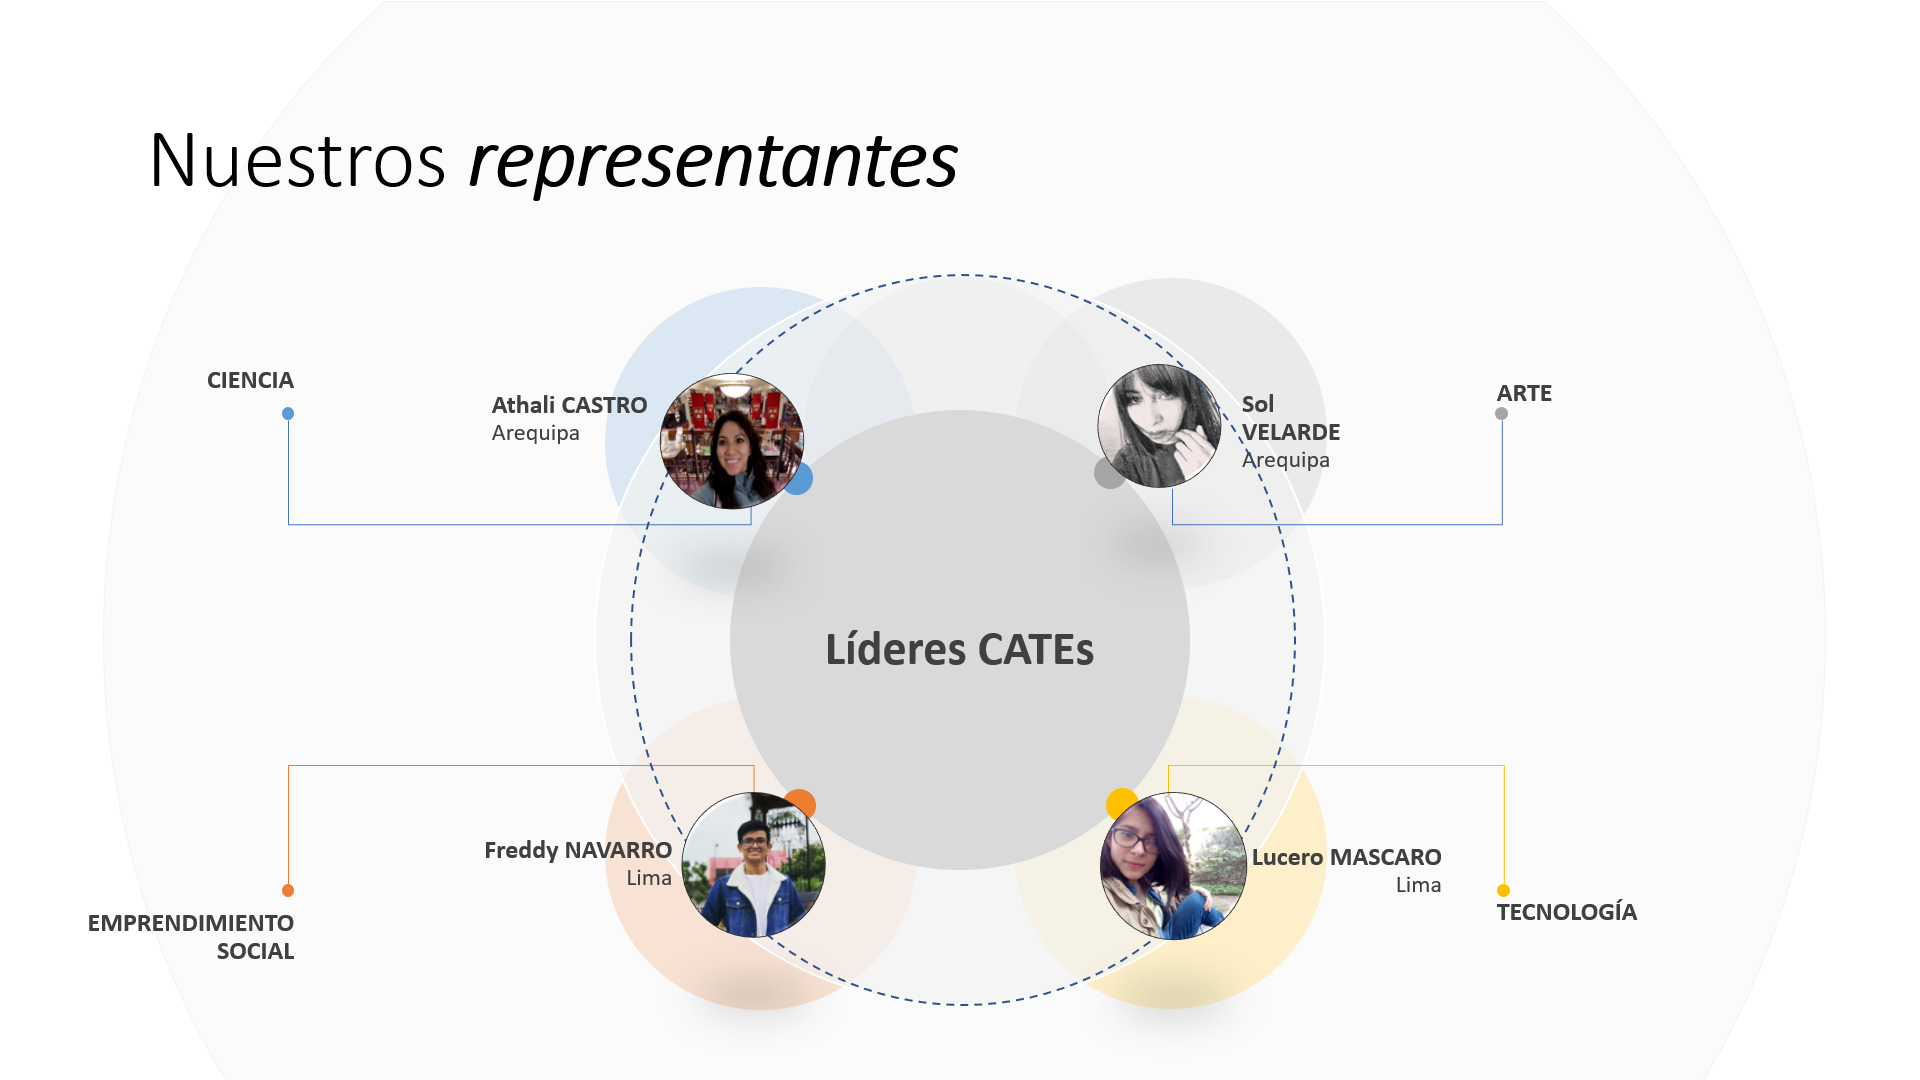 Nuestros representantes
CIENCIA
Athali CASTRO
Arequipa
Sol
VELARDE
Arequipa
ARTE
Líderes CATEs
Freddy NAVARRO
Lima
EMPRENDIMIENTO
SOCIAL
Lucero MASCARO
Lima
TECNOLOGÍA